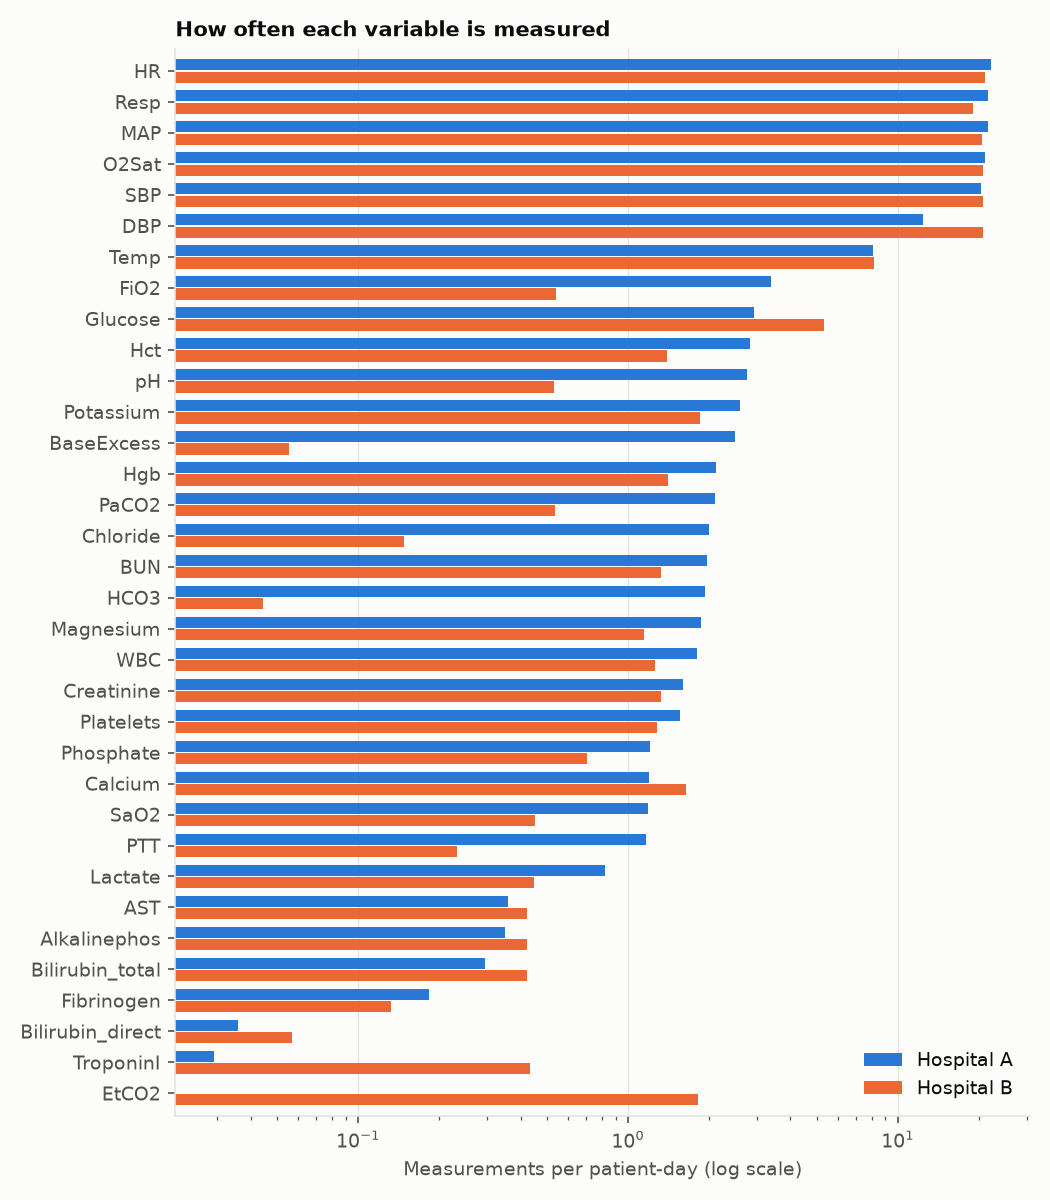 How often each variable is measured
HR
Resp
MAP
O2Sat
SBP
DBP
Temp
FiO2
Glucose
Hct
pH
Potassium
BaseExcess
Hgb
PaCO2
Chloride
BUN
HCO3
Magnesium
WBC
Creatinine
Platelets
Phosphate
Calcium
SaO2
PTT
Lactate
AST
Alkalinephos
Bilirubin_total
Fibrinogen
Bilirubin_direct
TroponinI
EtCO2
Hospital A
Hospital B
10⁻¹ 10⁰ 10¹
Measurements per patient-day (log scale)